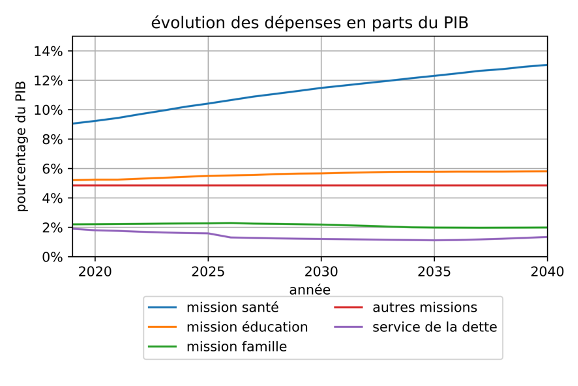 évolution des dépenses en parts du PIB
pourcentage du PIB
14%
12%
10%
8%
6%
4%
2%
0%
2020 2025 2030 2035 2040
année
mission santé
mission éducation
mission famille
autres missions
service de la dette